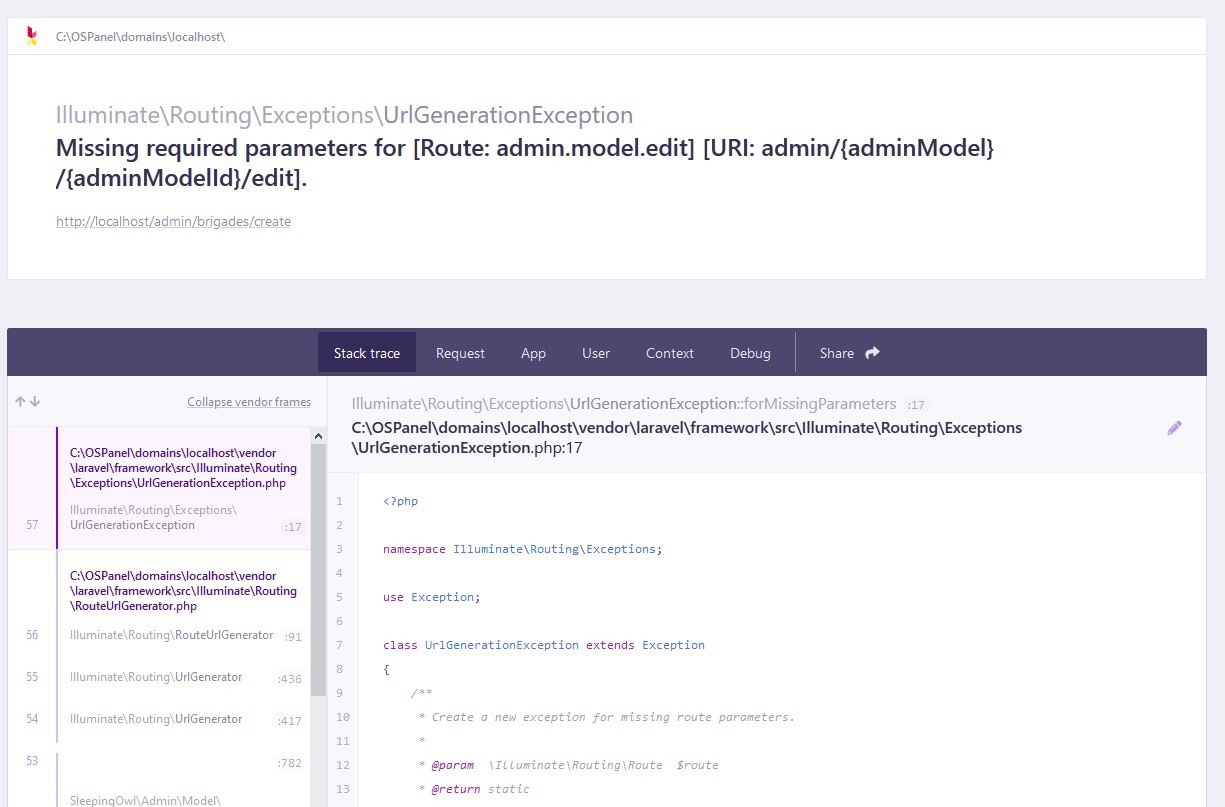 C:\OSPanel\domains\localhost\
Illuminate\Routing\Exceptions\UrlGenerationException
Missing required parameters for [Route: admin.model.edit] [URI: admin/{adminModel}
/{adminModelId}/edit].
http://localhost/admin/brigades/create
Stack trace
Request
App
User
Context
Debug
Share
Collapse vendor frames
C:\OSPanel\domains\localhost\vendor
\laravel\framework\src\Illuminate\Routing
\Exceptions\UrlGenerationException.php
Illuminate\Routing\Exceptions\
57 UrlGenerationException :17
C:\OSPanel\domains\localhost\vendor
\laravel\framework\src\Illuminate\Routing
\RouteUrlGenerator.php
56 Illuminate\Routing\RouteUrlGenerator :91
55 Illuminate\Routing\UrlGenerator :436
54 Illuminate\Routing\UrlGenerator :417
53 :782
SleepingOwl\Admin\Model\
Illuminate\Routing\Exceptions\UrlGenerationException::forMissingParameters :17
C:\OSPanel\domains\localhost\vendor\laravel\framework\src\Illuminate\Routing\Exceptions
\UrlGenerationException.php:17
1 <?php
2
3 namespace Illuminate\Routing\Exceptions;
4
5 use Exception;
6
7 class UrlGenerationException extends Exception
8 {
9 /**
10 * Create a new exception for missing route parameters.
11 *
12 * @param \Illuminate\Routing\Route $route
13 * @return static